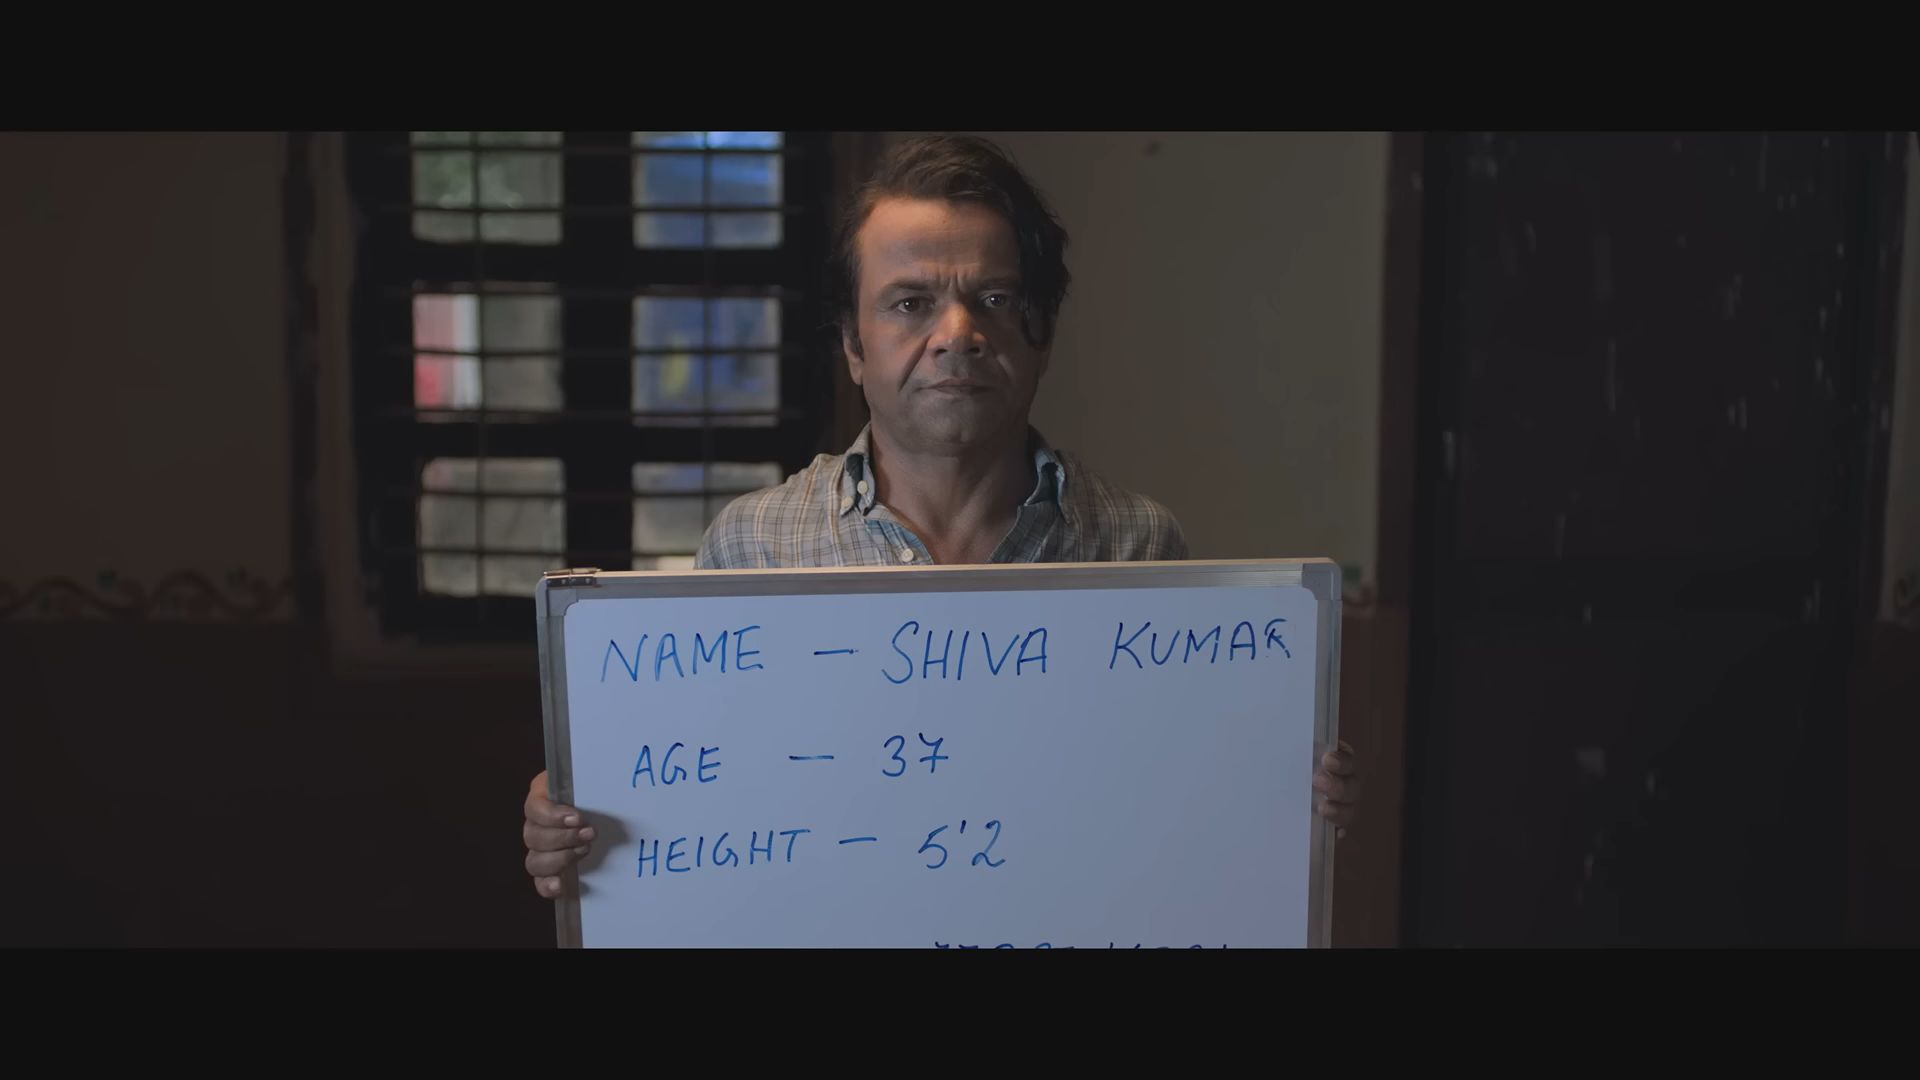 NAME — SHIVA KUMAR
AGE — 37
HEIGHT — 5'2